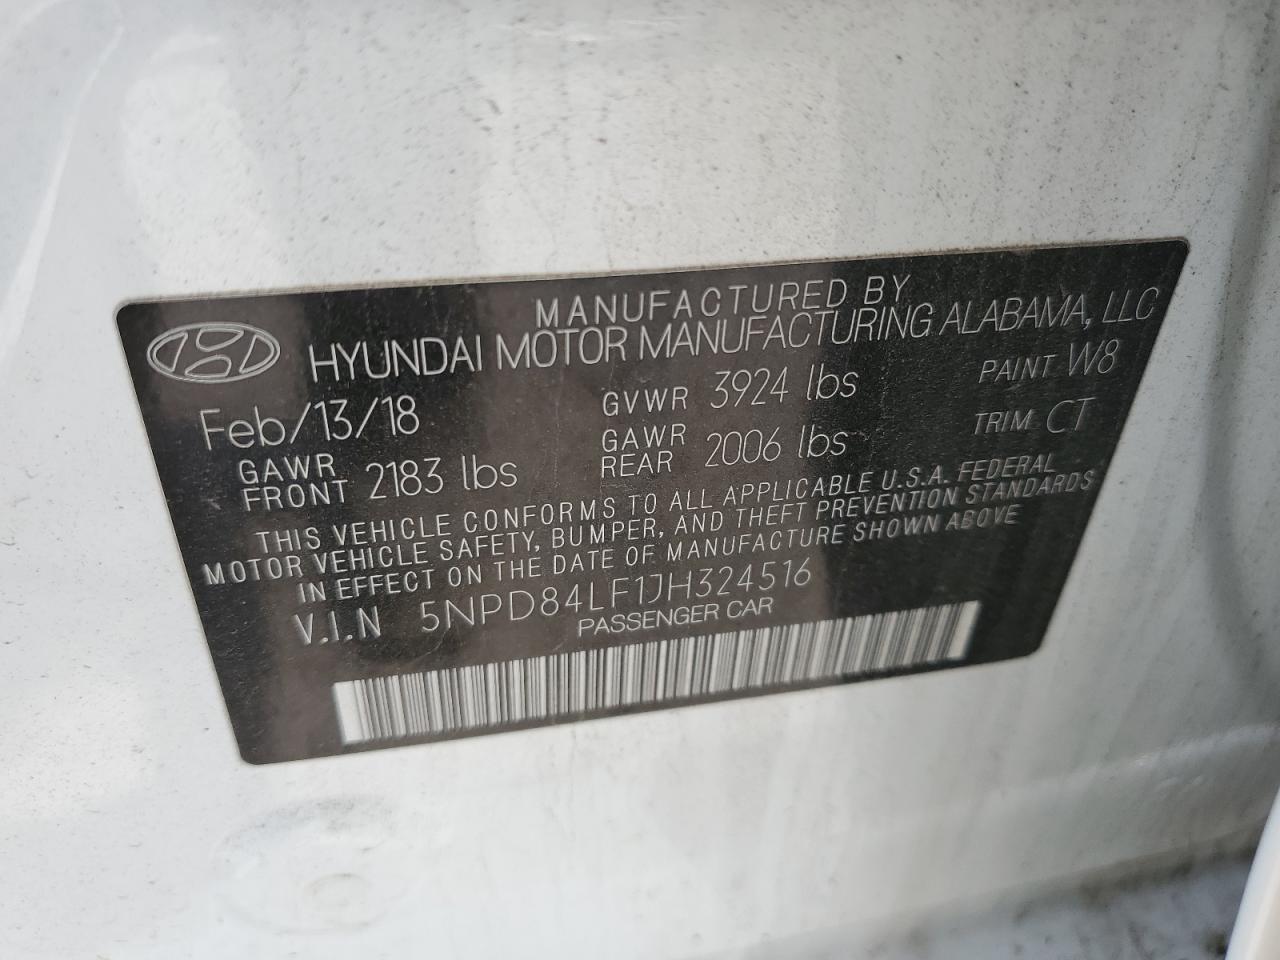 MANUFACTURED BY
HYUNDAI MOTOR MANUFACTURING ALABAMA, LLC
Feb/13/18 GVWR 3924 lbs PAINT W8
GAWR FRONT 2183 lbs GAWR REAR 2006 lbs TRIM CT
THIS VEHICLE CONFORMS TO ALL APPLICABLE U.S.A. FEDERAL
MOTOR VEHICLE SAFETY, BUMPER, AND THEFT PREVENTION STANDARDS
IN EFFECT ON THE DATE OF MANUFACTURE SHOWN ABOVE
V.I.N 5NPD84LF1JH324516
PASSENGER CAR